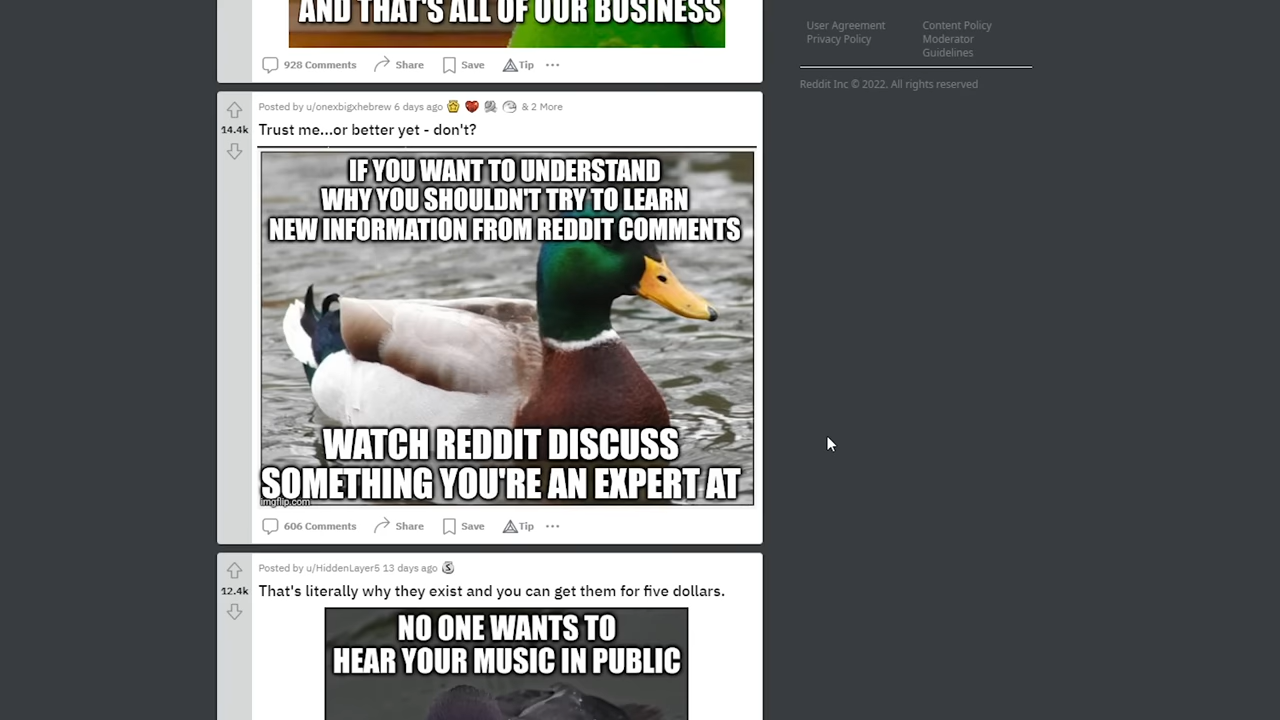 AND THAT'S ALL OF OUR BUSINESS
928 Comments Share Save Tip
User Agreement Content Policy
Privacy Policy Moderator
Guidelines
Reddit Inc © 2022. All rights reserved
Posted by u/onexbigxhebrew 6 days ago & 2 More
14.4k
Trust me...or better yet - don't?
IF YOU WANT TO UNDERSTAND
WHY YOU SHOULDN'T TRY TO LEARN
NEW INFORMATION FROM REDDIT COMMENTS
WATCH REDDIT DISCUSS
SOMETHING YOU'RE AN EXPERT AT
imgflip.com
606 Comments Share Save Tip
Posted by u/HiddenLayer5 13 days ago
12.4k
That's literally why they exist and you can get them for five dollars.
NO ONE WANTS TO
HEAR YOUR MUSIC IN PUBLIC